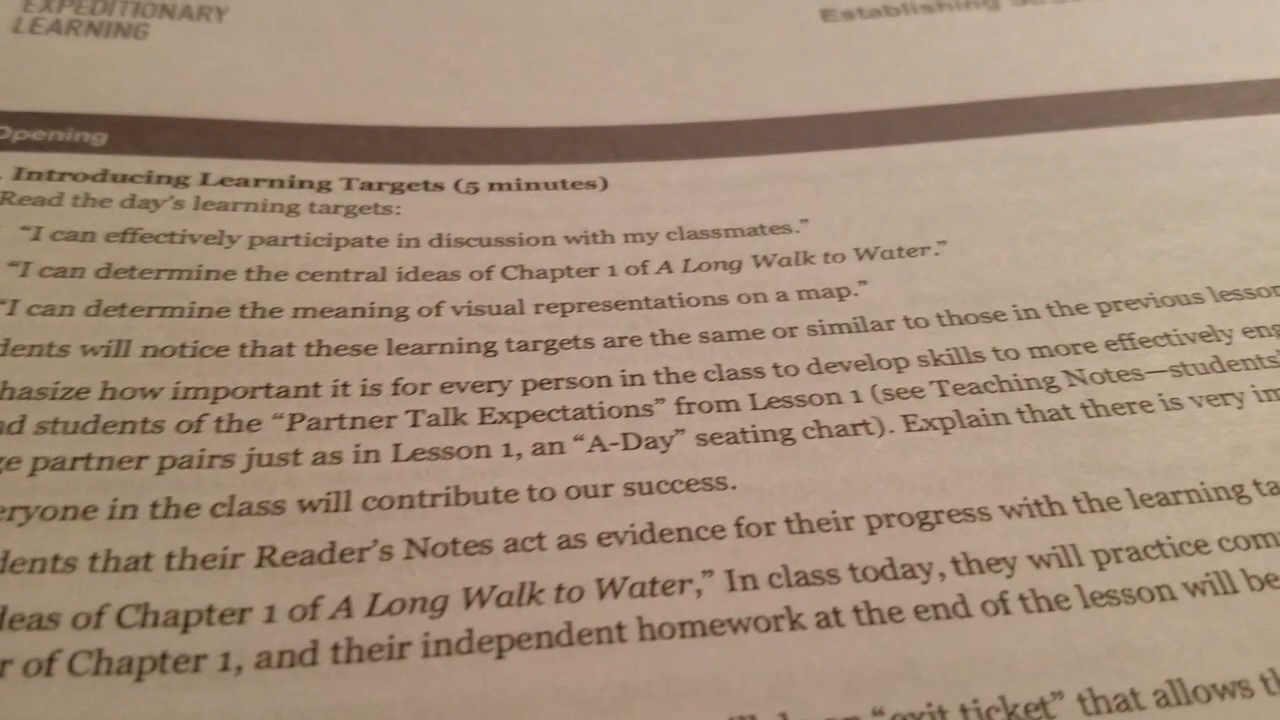 EXPEDITIONARY
LEARNING
Establishing
Opening
Introducing Learning Targets (5 minutes)
Read the day's learning targets:
"I can effectively participate in discussion with my classmates."
"I can determine the central ideas of Chapter 1 of A Long Walk to Water."
"I can determine the meaning of visual representations on a map."
dents will notice that these learning targets are the same or similar to those in the previous lesson
hasize how important it is for every person in the class to develop skills to more effectively eng
nd students of the "Partner Talk Expectations" from Lesson 1 (see Teaching Notes—students
ge partner pairs just as in Lesson 1, an "A-Day" seating chart). Explain that there is very im
eryone in the class will contribute to our success.
dents that their Reader's Notes act as evidence for their progress with the learning ta
deas of Chapter 1 of A Long Walk to Water," In class today, they will practice com
r of Chapter 1, and their independent homework at the end of the lesson will be
"exit ticket" that allows th